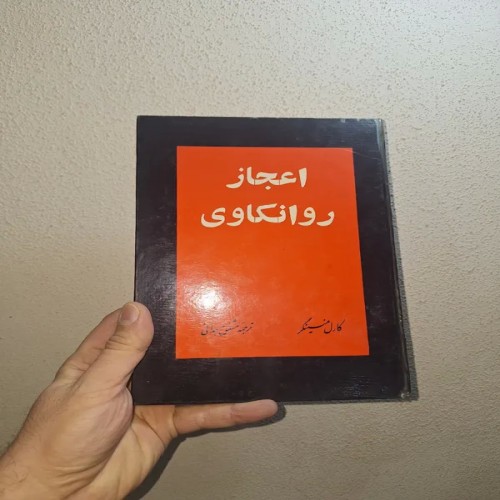 اعجاز
روانکاوی
کارل منینگر
ترجمه